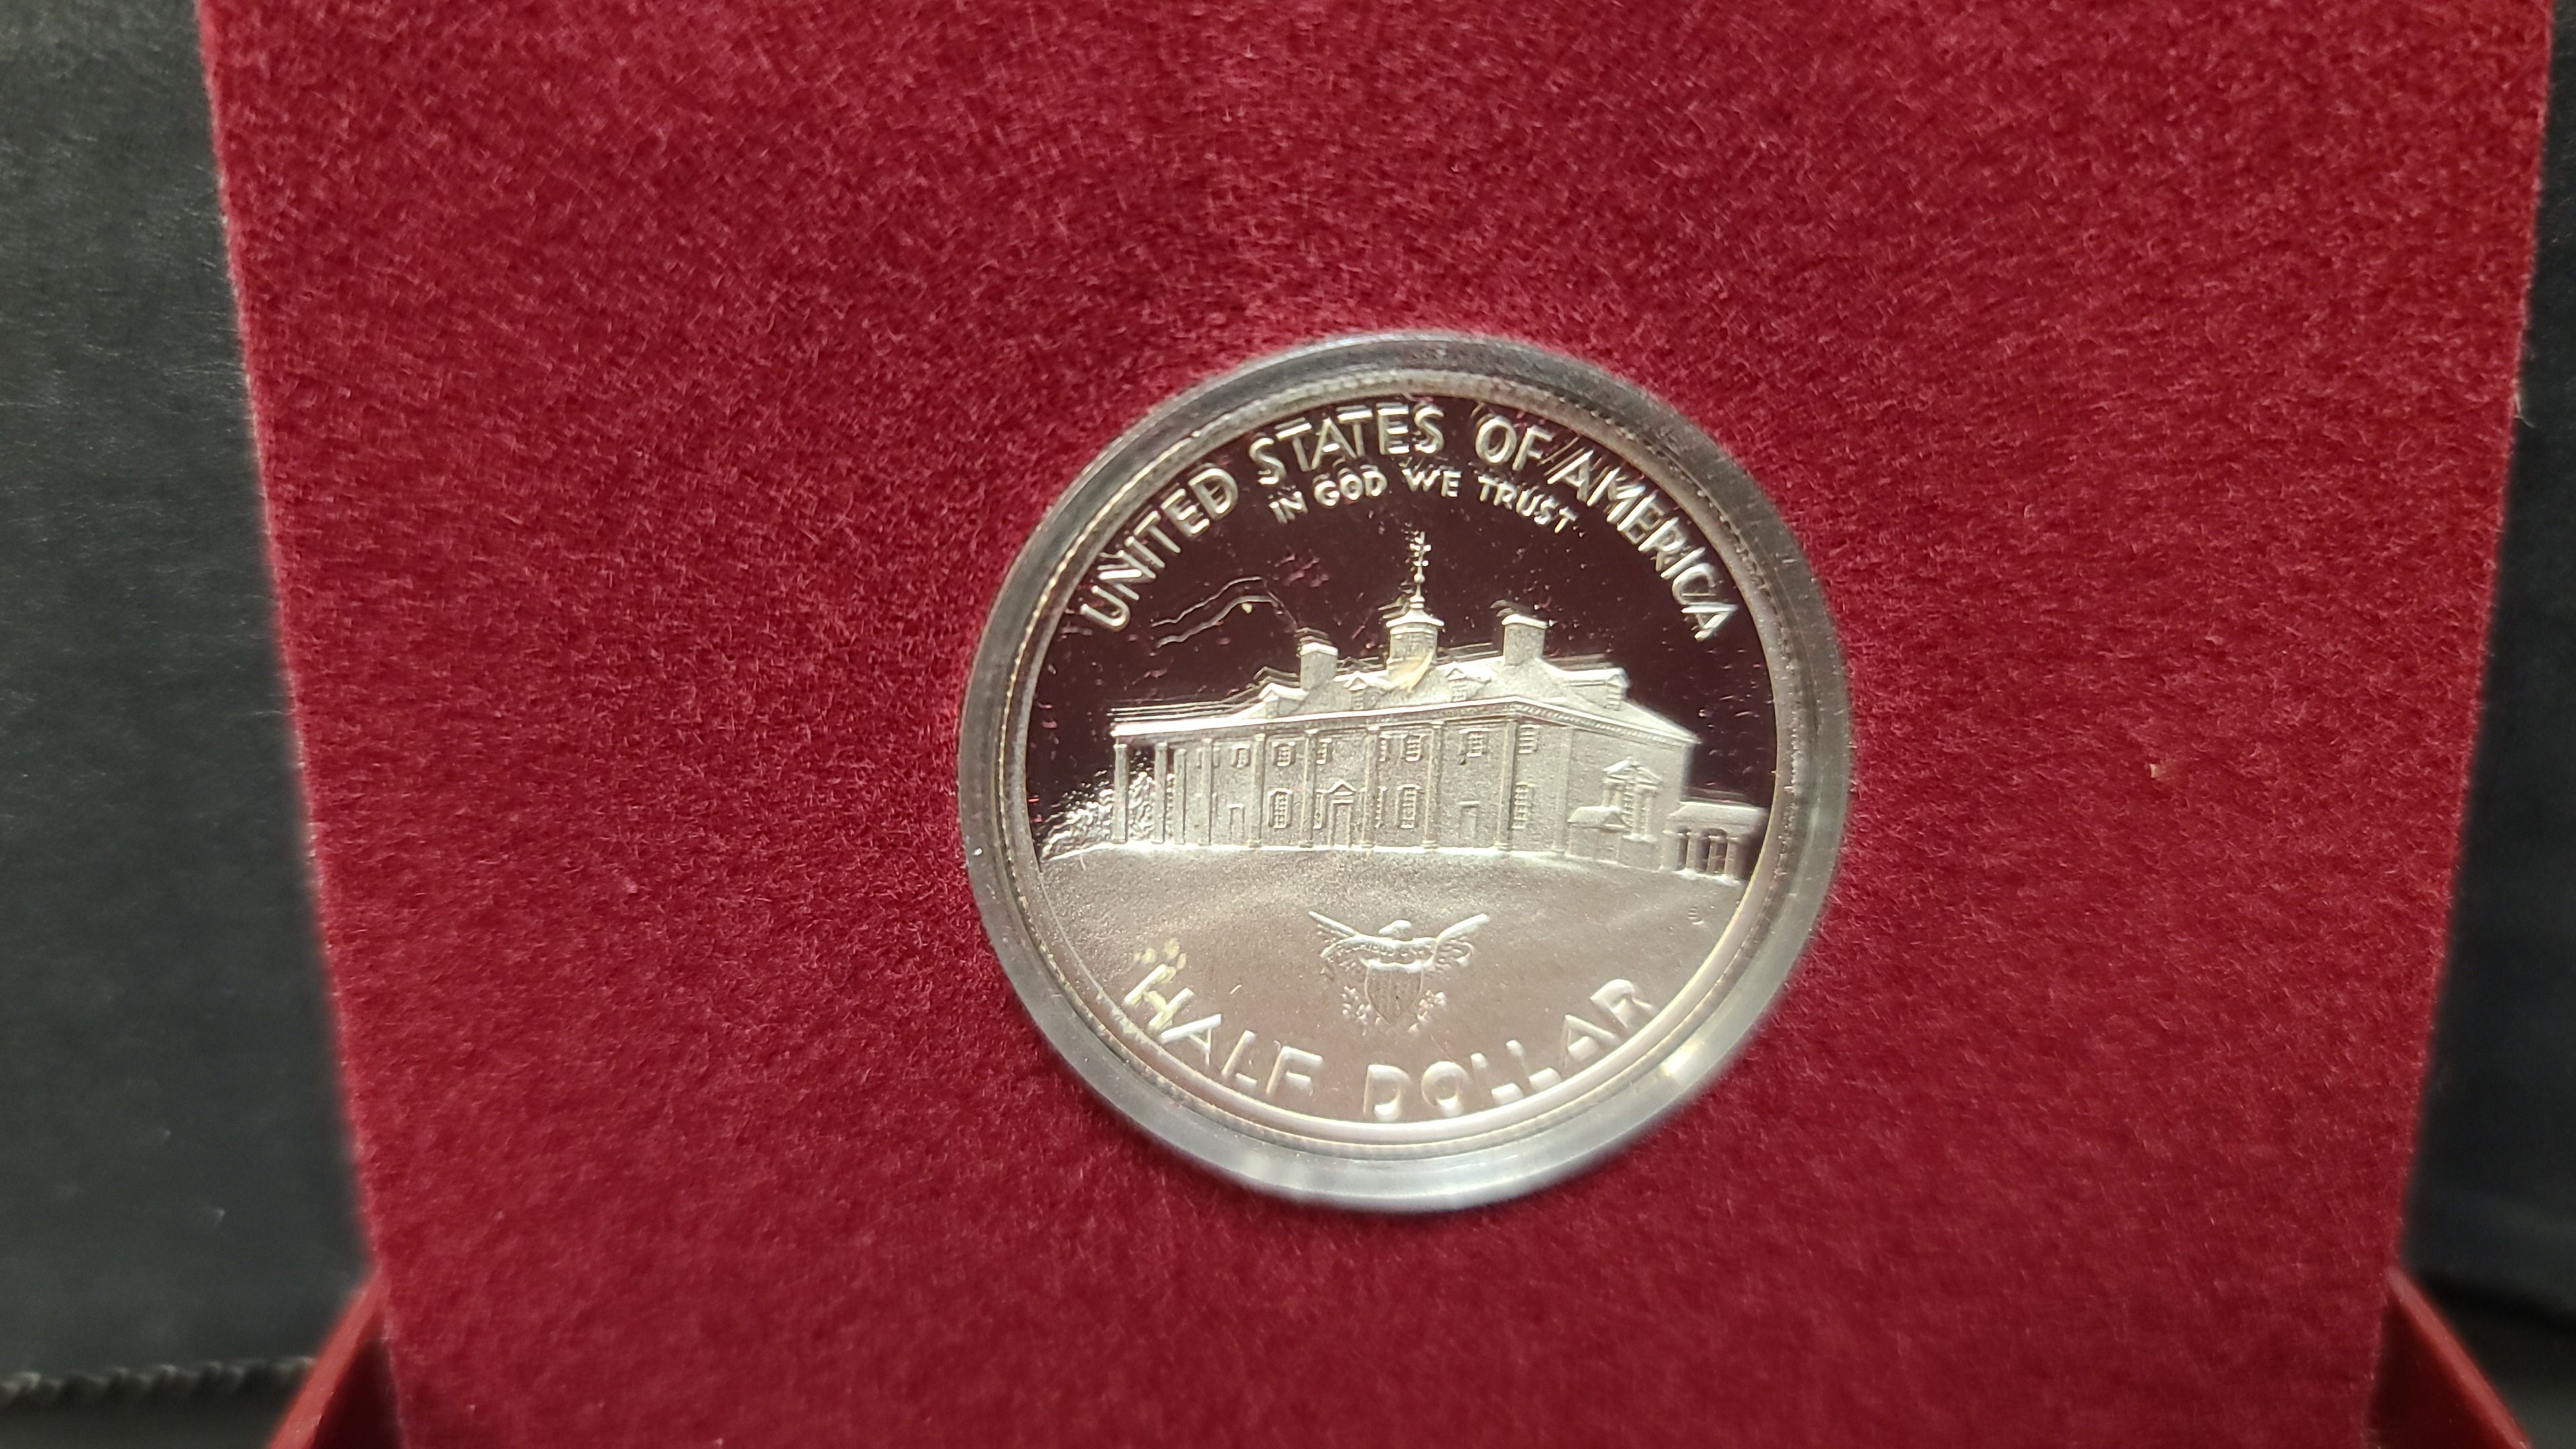 UNITED STATES OF AMERICA
IN GOD WE TRUST
HALF DOLLAR